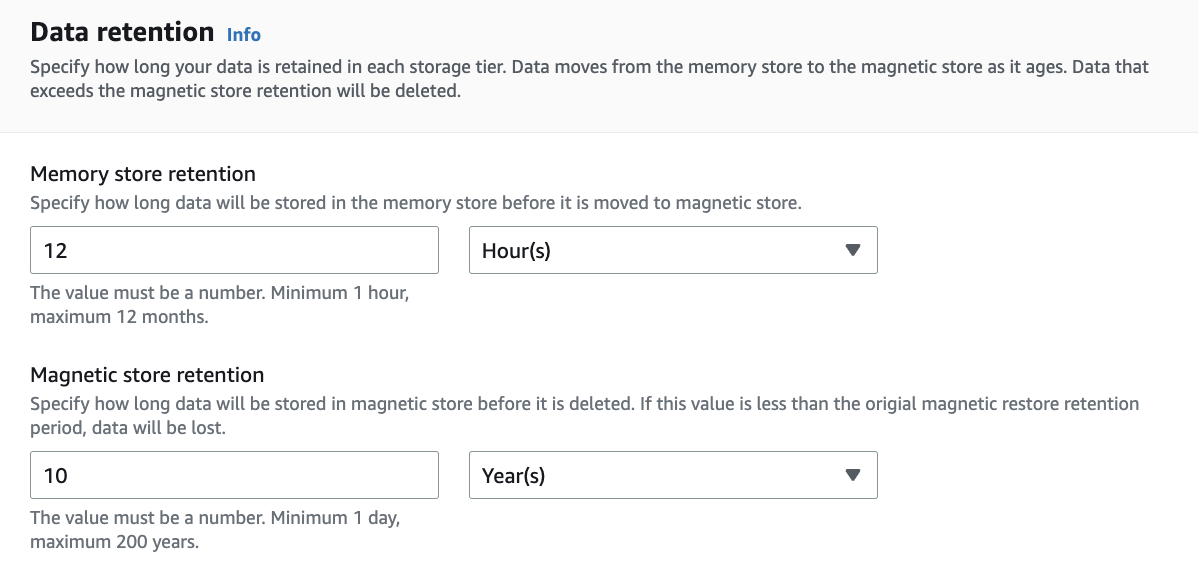 Data retention Info
Specify how long your data is retained in each storage tier. Data moves from the memory store to the magnetic store as it ages. Data that
exceeds the magnetic store retention will be deleted.
Memory store retention
Specify how long data will be stored in the memory store before it is moved to magnetic store.
12 Hour(s)
The value must be a number. Minimum 1 hour,
maximum 12 months.
Magnetic store retention
Specify how long data will be stored in magnetic store before it is deleted. If this value is less than the origial magnetic restore retention
period, data will be lost.
10 Year(s)
The value must be a number. Minimum 1 day,
maximum 200 years.